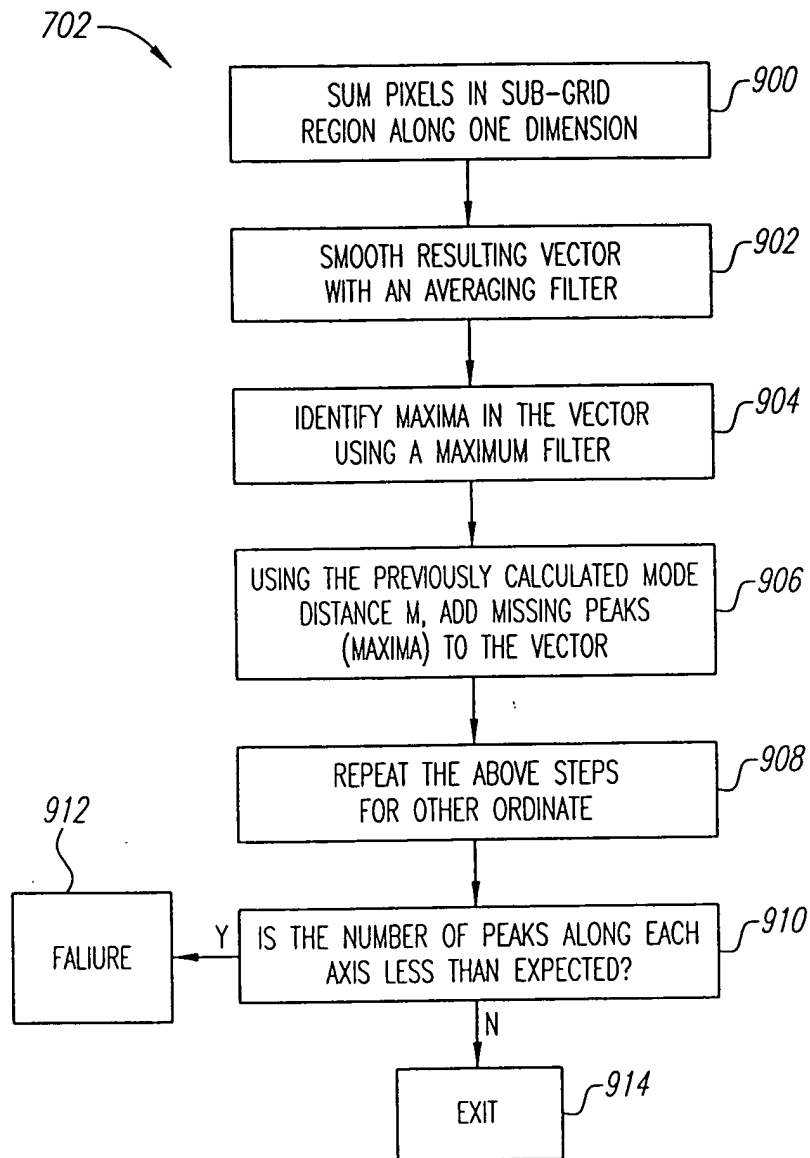 702
SUM PIXELS IN SUB-GRID
REGION ALONG ONE DIMENSION
900
SMOOTH RESULTING VECTOR
WITH AN AVERAGING FILTER
902
IDENTIFY MAXIMA IN THE VECTOR
USING A MAXIMUM FILTER
904
USING THE PREVIOUSLY CALCULATED MODE
DISTANCE M, ADD MISSING PEAKS
(MAXIMA) TO THE VECTOR
906
REPEAT THE ABOVE STEPS
FOR OTHER ORDINATE
908
912
FALIURE
Y
IS THE NUMBER OF PEAKS ALONG EACH
AXIS LESS THAN EXPECTED?
910
N
EXIT
914